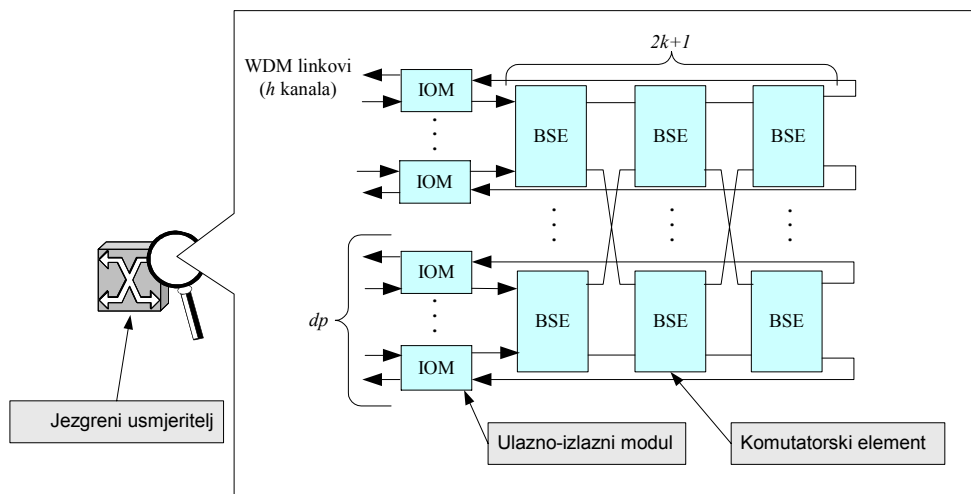 2k+1
WDM linkovi
(h kanala)
IOM
BSE
BSE
BSE
IOM
IOM
dp
BSE
BSE
BSE
IOM
Jezgreni usmjeritelj
Ulazno-izlazni modul
Komutatorski element